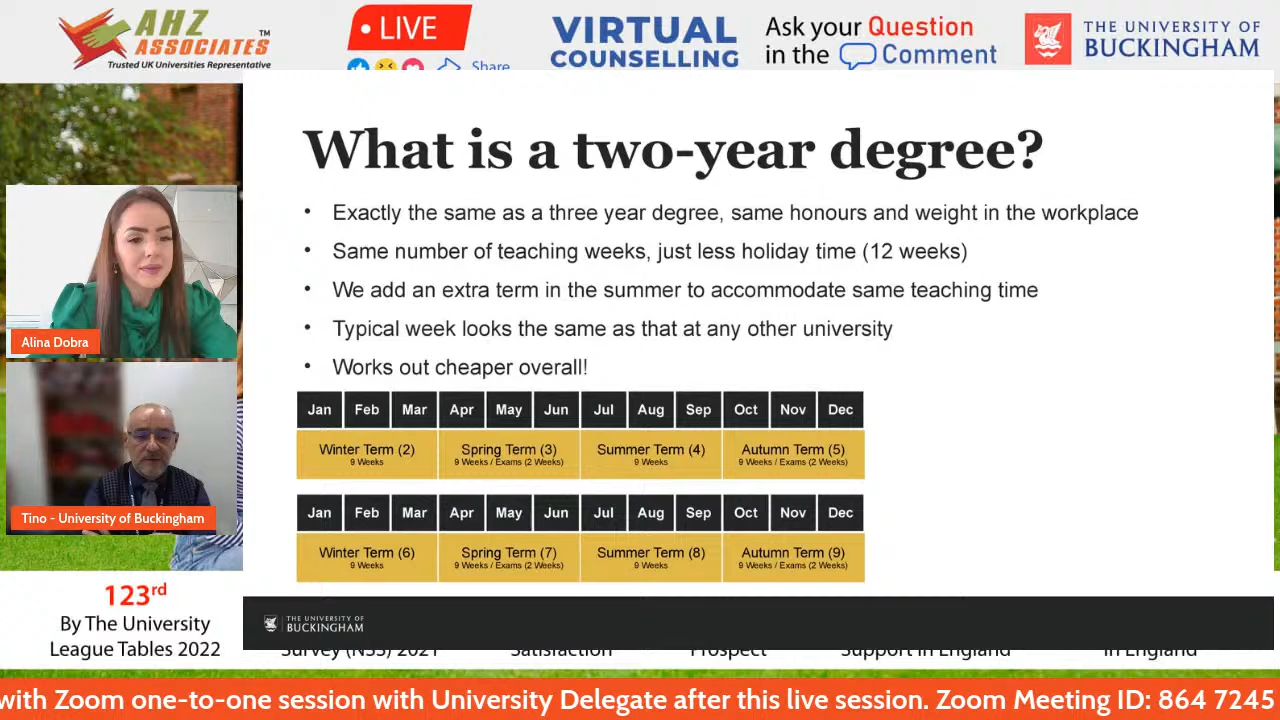 AHZ
ASSOCIATES
TM
Trusted UK Universities Representative
• LIVE
Share
VIRTUAL
COUNSELLING
Ask your Question
in the Comment
THE UNIVERSITY OF
BUCKINGHAM
What is a two-year degree?
• Exactly the same as a three year degree, same honours and weight in the workplace
• Same number of teaching weeks, just less holiday time (12 weeks)
• We add an extra term in the summer to accommodate same teaching time
• Typical week looks the same as that at any other university
• Works out cheaper overall!
Jan Feb Mar Apr May Jun Jul Aug Sep Oct Nov Dec
Winter Term (2) Spring Term (3) Summer Term (4) Autumn Term (5)
9 Weeks 9 Weeks / Exams (2 Weeks) 9 Weeks 9 Weeks / Exams (2 Weeks)
Jan Feb Mar Apr May Jun Jul Aug Sep Oct Nov Dec
Winter Term (6) Spring Term (7) Summer Term (8) Autumn Term (9)
9 Weeks 9 Weeks / Exams (2 Weeks) 9 Weeks 9 Weeks / Exams (2 Weeks)
THE UNIVERSITY OF
BUCKINGHAM
Alina Dobra
Tino - University of Buckingham
123rd
By The University
League Tables 2022
Survey (NSS) 2021 Satisfaction Prospect Support in England in England
with Zoom one-to-one session with University Delegate after this live session. Zoom Meeting ID: 864 7245